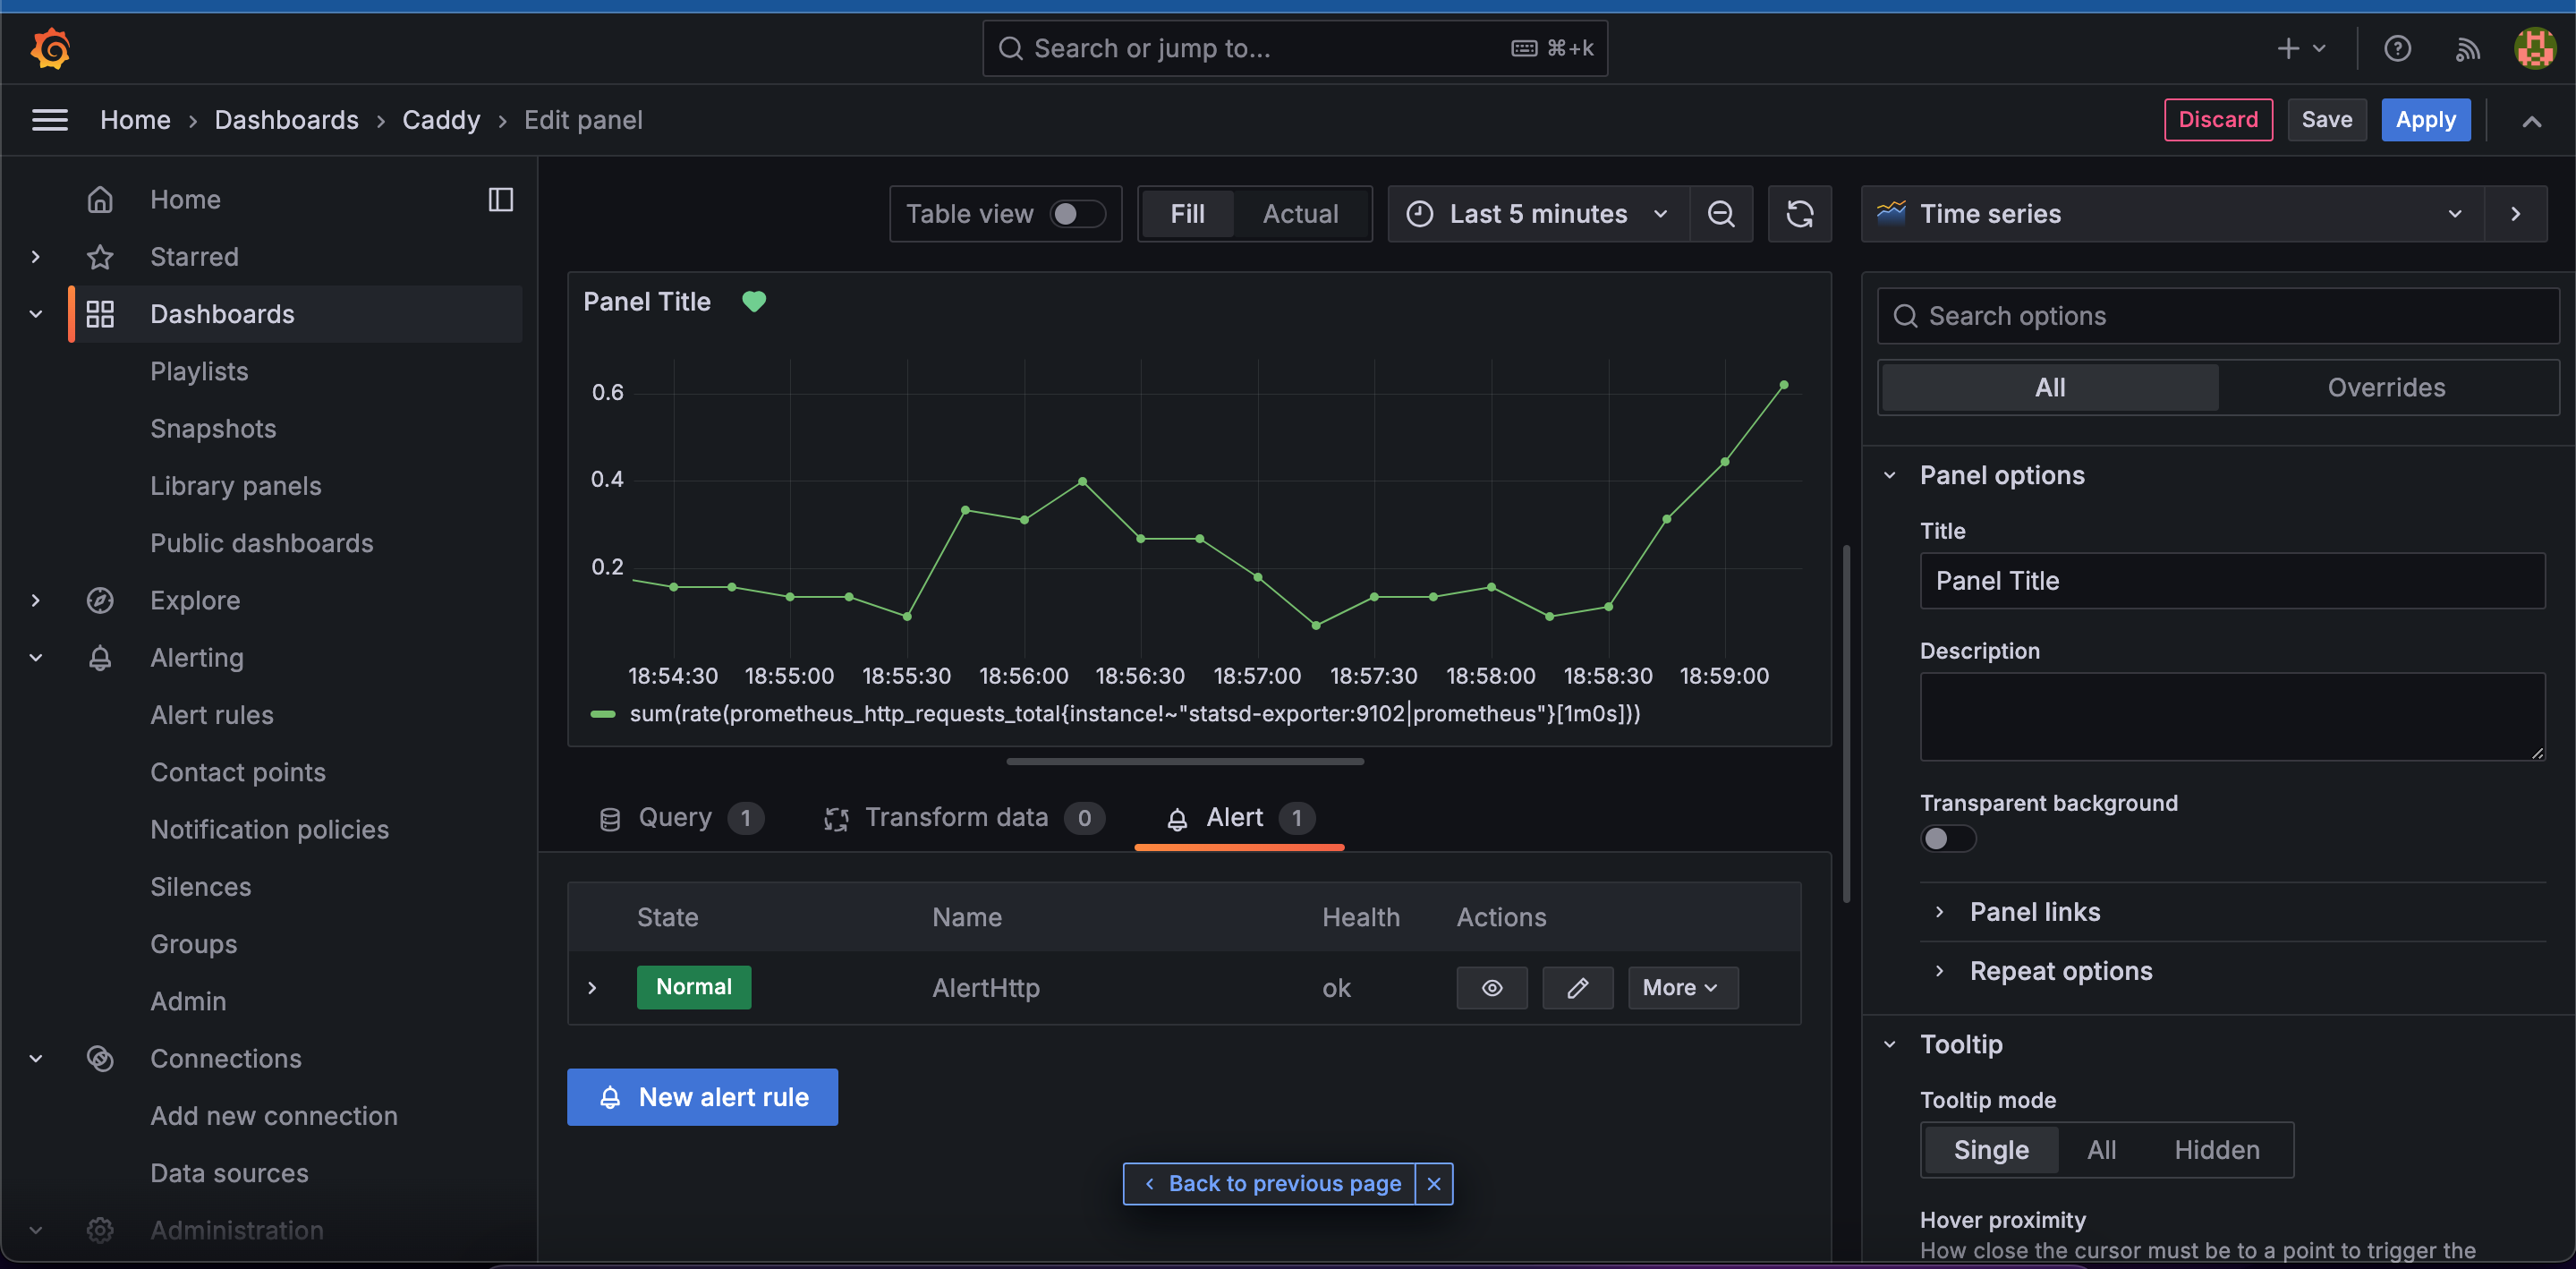 Search or jump to... ⌘+k
Home › Dashboards › Caddy › Edit panel
Discard Save Apply
Home
Starred
Dashboards
Playlists
Snapshots
Library panels
Public dashboards
Explore
Alerting
Alert rules
Contact points
Notification policies
Silences
Groups
Admin
Connections
Add new connection
Data sources
Administration
Table view Fill Actual Last 5 minutes
Panel Title
0.6
0.4
0.2
18:54:30 18:55:00 18:55:30 18:56:00 18:56:30 18:57:00 18:57:30 18:58:00 18:58:30 18:59:00
sum(rate(prometheus_http_requests_total{instance!~"statsd-exporter:9102|prometheus"}[1m0s]))
Query 1 Transform data 0 Alert 1
State Name Health Actions
Normal AlertHttp ok More
New alert rule
Back to previous page
Time series
Search options
All Overrides
Panel options
Title
Panel Title
Description
Transparent background
Panel links
Repeat options
Tooltip
Tooltip mode
Single All Hidden
Hover proximity
How close the cursor must be to a point to trigger the